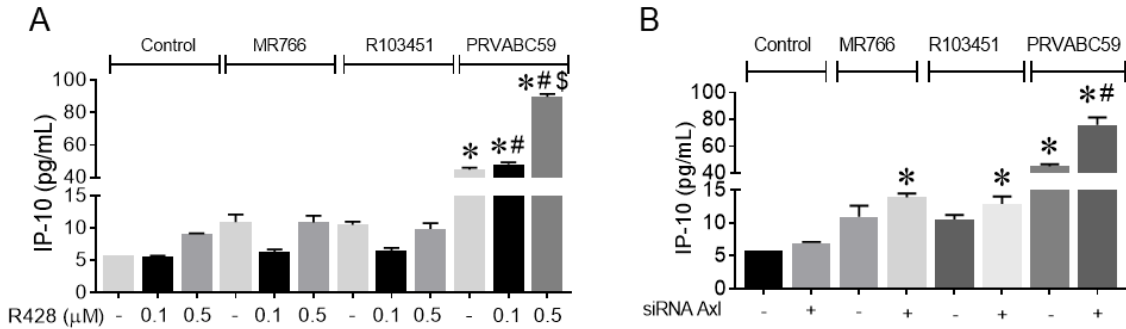 A
Control MR766 R103451 PRVABC59
IP-10 (pg/mL)
100
80
60
40
15
10
5
0
* *# *#$
R428 (μM) - 0.1 0.5 - 0.1 0.5 - 0.1 0.5 - 0.1 0.5
B
Control MR766 R103451 PRVABC59
IP-10 (pg/mL)
100
80
60
40
15
10
5
0
* * * *#
siRNA Axl - + - + - + - +